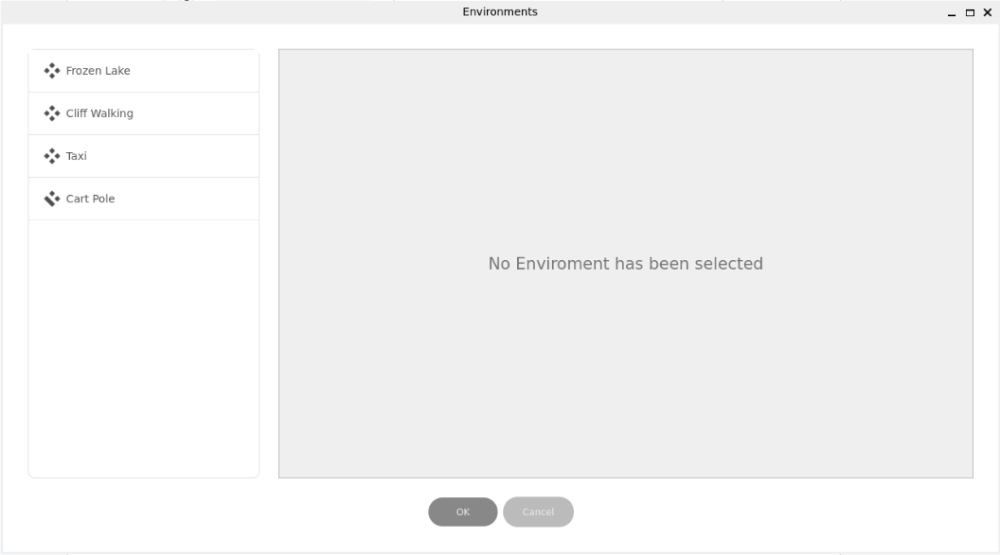 Environments
Frozen Lake
Cliff Walking
Taxi
Cart Pole
No Enviroment has been selected
OK
Cancel